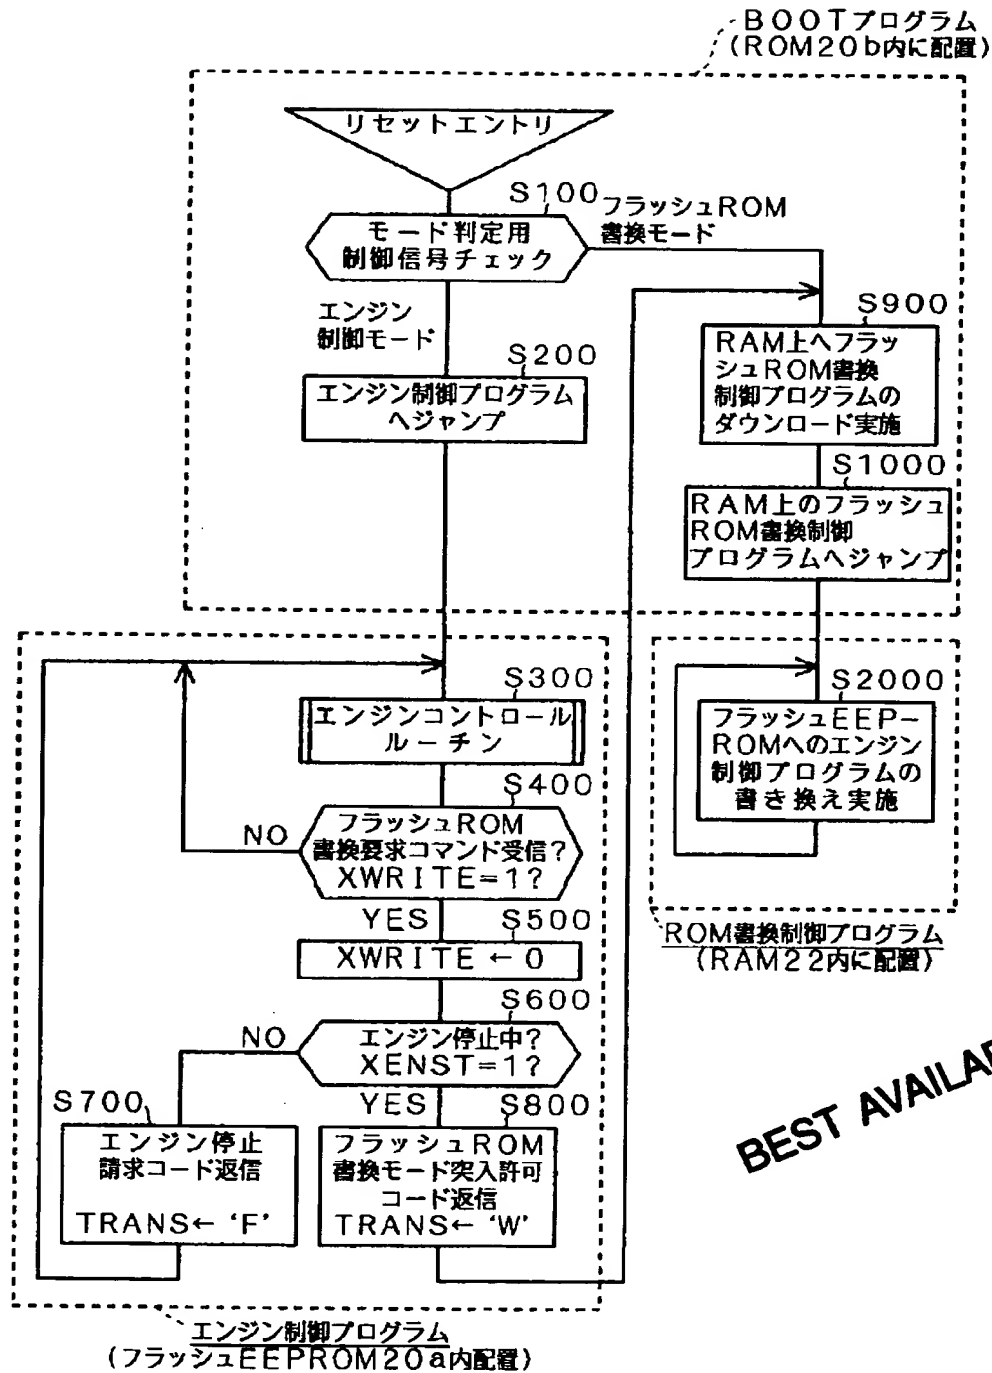 BOOTプログラム
(ROM20b内に配置)
リセットエントリ
S100
モード判定用
制御信号チェック
フラッシュROM
書換モード
エンジン
制御モード
S200
エンジン制御プログラム
へジャンプ
S900
RAM上へフラッ
シュROM書換
制御プログラムの
ダウンロード実施
S1000
RAM上のフラッシュ
ROM書換制御
プログラムへジャンプ
S300
エンジンコントロール
ルーチン
S400
フラッシュROM
書換要求コマンド受信?
XWRITE=1?
NO
YES
S500
XWRITE ← 0
S600
エンジン停止中?
XENST=1?
NO
YES
S700
エンジン停止
請求コード返信
TRANS← 'F'
S800
フラッシュROM
書換モード突入許可
コード返信
TRANS← 'W'
エンジン制御プログラム
(フラッシュEEPROM20a内配置)
S2000
フラッシュEEP-
ROMへのエンジン
制御プログラムの
書き換え実施
ROM書換制御プログラム
(RAM22内に配置)
BEST